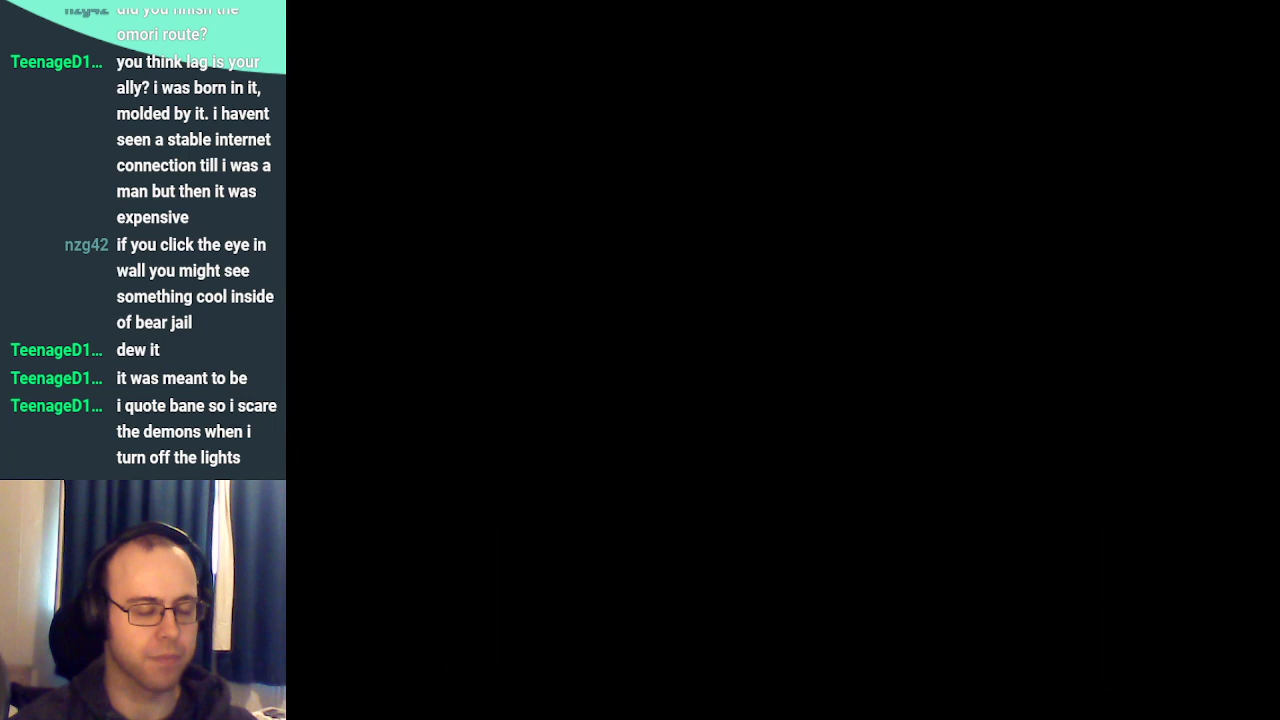 nzg42 did you finish the
omori route?
TeenageD1... you think lag is your
ally? i was born in it,
molded by it. i havent
seen a stable internet
connection till i was a
man but then it was
expensive
nzg42 if you click the eye in
wall you might see
something cool inside
of bear jail
TeenageD1... dew it
TeenageD1... it was meant to be
TeenageD1... i quote bane so i scare
the demons when i
turn off the lights